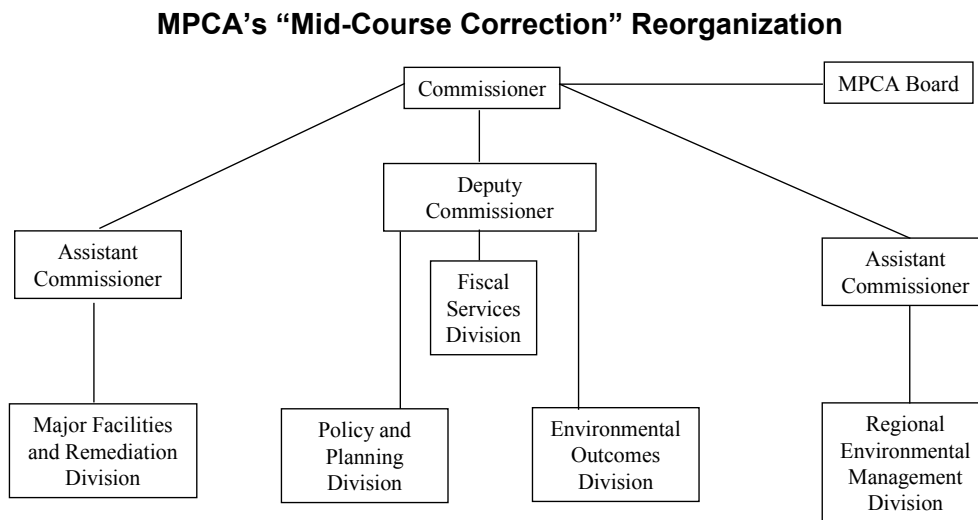 MPCA’s “Mid-Course Correction” Reorganization
Commissioner
MPCA Board
Deputy
Commissioner
Assistant
Commissioner
Assistant
Commissioner
Fiscal
Services
Division
Major Facilities
and Remediation
Division
Policy and
Planning
Division
Environmental
Outcomes
Division
Regional
Environmental
Management
Division